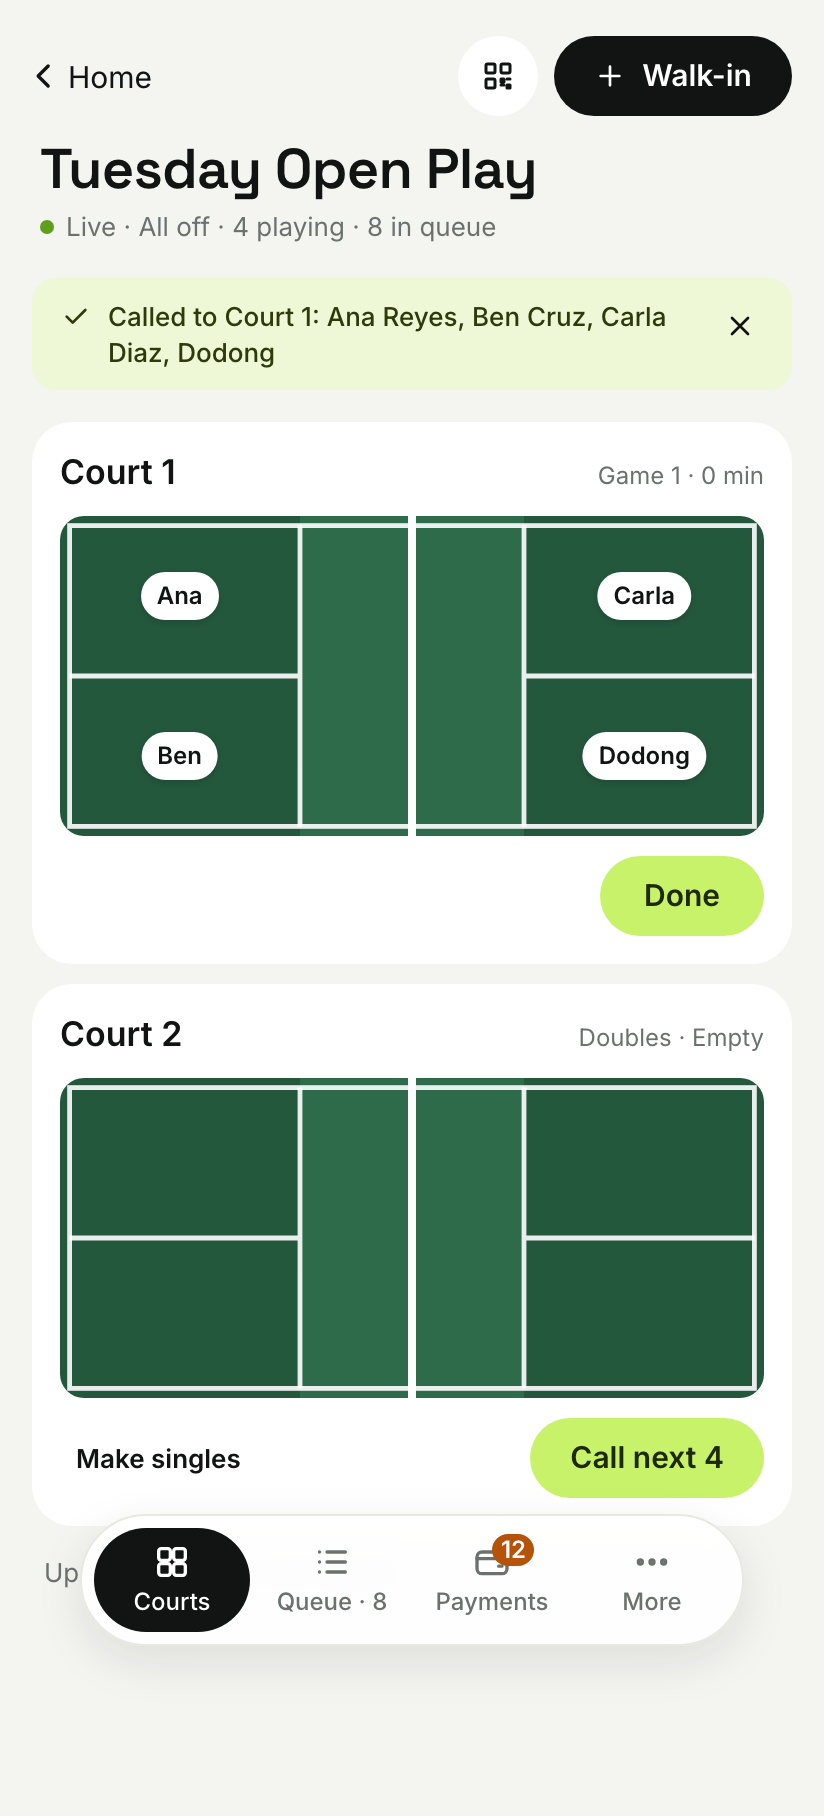 Home
Walk-in
Tuesday Open Play
Live · All off · 4 playing · 8 in queue
Called to Court 1: Ana Reyes, Ben Cruz, Carla
Diaz, Dodong
Court 1
Game 1 · 0 min
Ana
Carla
Ben
Dodong
Done
Court 2
Doubles · Empty
Make singles
Call next 4
Up
12
Courts
Queue · 8
Payments
More